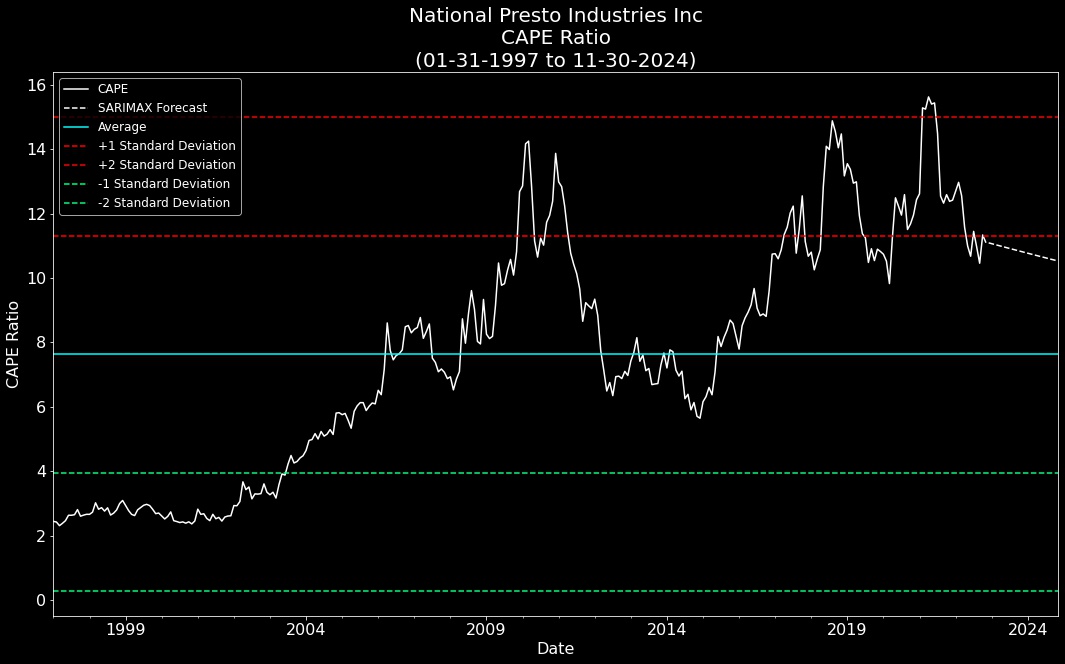 National Presto Industries Inc
CAPE Ratio
(01-31-1997 to 11-30-2024)
CAPE
SARIMAX Forecast
Average
+1 Standard Deviation
+2 Standard Deviation
-1 Standard Deviation
-2 Standard Deviation
CAPE Ratio
16
14
12
10
8
6
4
2
0
1999 2004 2009 2014 2019 2024
Date